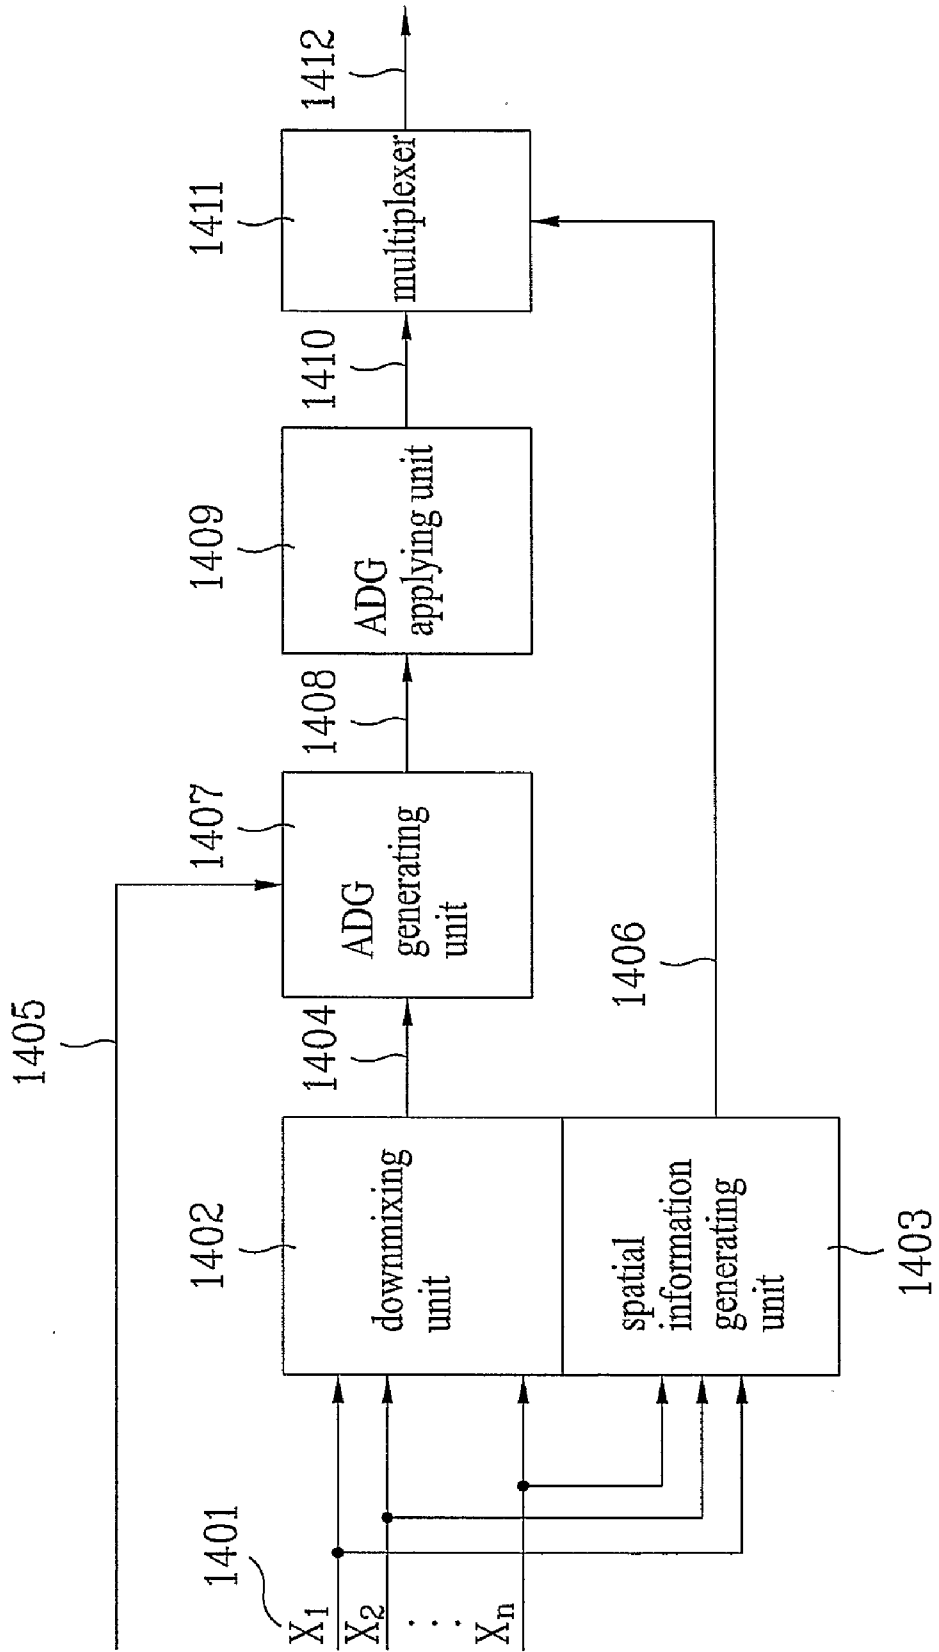 1405
1401
X1
X2
. . .
Xn
1402
downmixing
unit
spatial
information
generating
unit
1403
1404
1406
1407
ADG
generating
unit
1408
1409
ADG
applying unit
1410
1411
multiplexer
1412